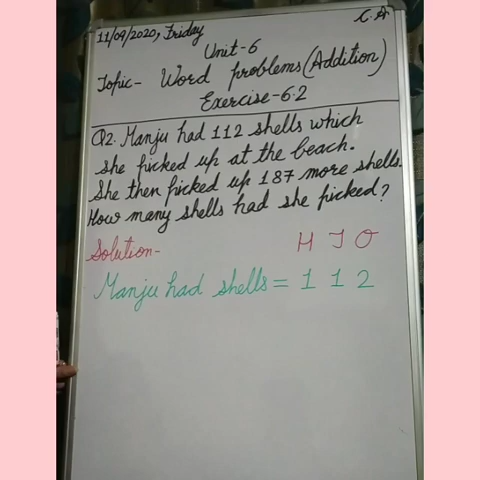 C.A
11/09/2020, Friday
Unit-6
Topic- Word problems (Addition)
Exercise-6.2
Q2. Manju had 112 shells which
she picked up at the beach.
She then picked up 187 more shells.
How many shells had she picked?
Solution-
H T O
Manju had shells = 1 1 2